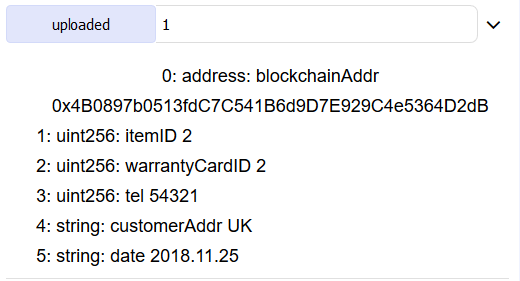 uploaded 1
0: address: blockchainAddr
0x4B0897b0513fdC7C541B6d9D7E929C4e5364D2dB
1: uint256: itemID 2
2: uint256: warrantyCardID 2
3: uint256: tel 54321
4: string: customerAddr UK
5: string: date 2018.11.25